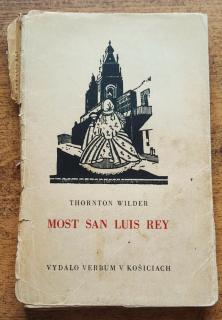 THORNTON WILDER
MOST SAN LUIS REY
VYDALO VERBUM V KOŠICIACH